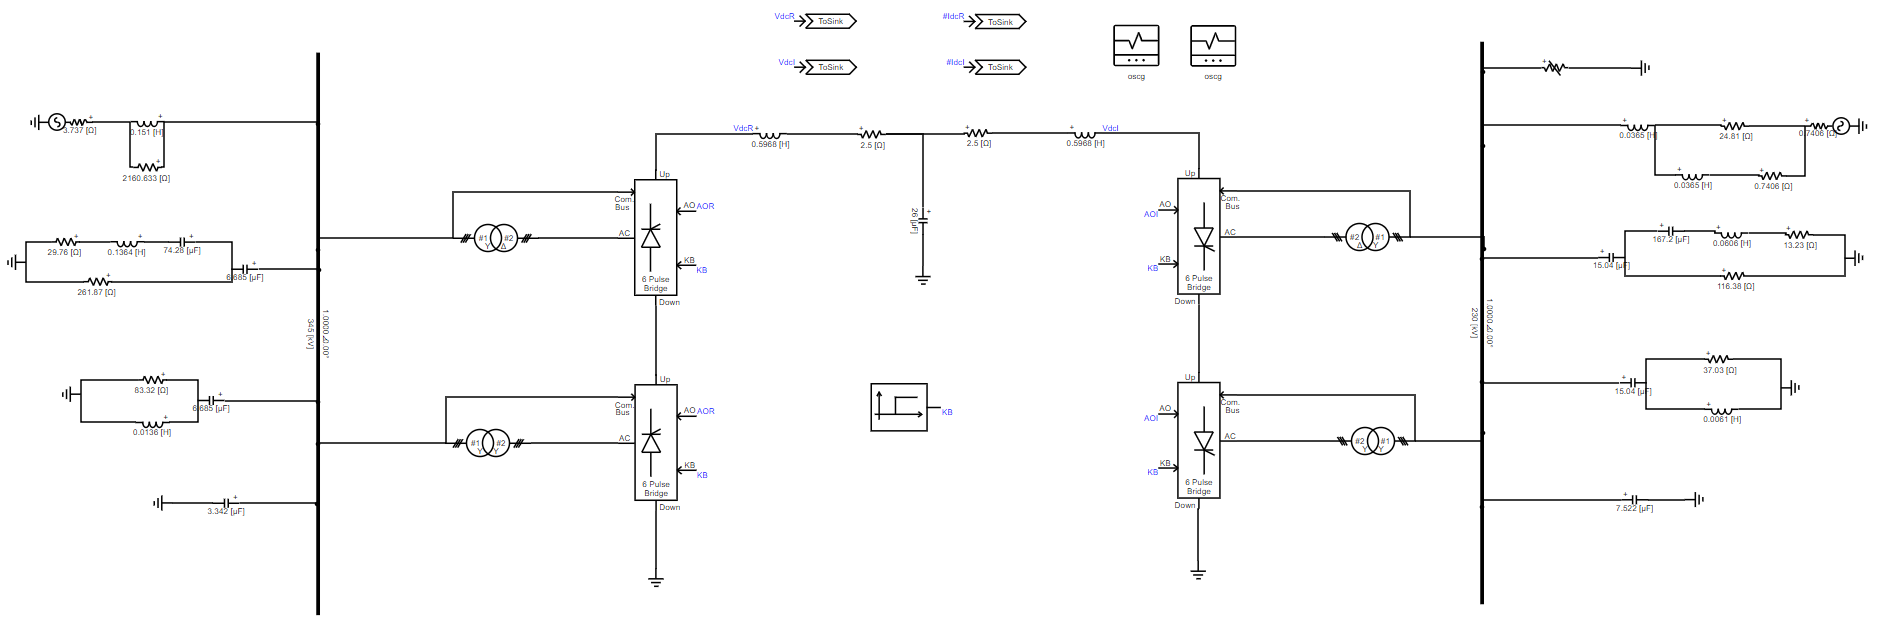 VdcR
ToSink
#IdcR
ToSink
VdcI
ToSink
#IdcI
ToSink
oscg
oscg
+
3.737 [Ω]
+
0.151 [H]
+
2160.633 [Ω]
+
29.76 [Ω]
+
0.1364 [H]
+
74.28 [µF]
+
6.685 [µF]
+
261.87 [Ω]
345 [kV]
1.0000⊿0.00°
+
83.32 [Ω]
+
0.0136 [H]
+
6.685 [µF]
+
3.342 [µF]
#1
Y
#2
Δ
Up
Com.
Bus
AO
AOR
AC
KB
KB
6 Pulse
Bridge
Down
#1
Y
#2
Y
Up
Com.
Bus
AO
AOR
AC
KB
KB
6 Pulse
Bridge
Down
VdcR
+
0.5968 [H]
+
2.5 [Ω]
+
2.5 [Ω]
+
VdcI
0.5968 [H]
+
26 [µF]
KB
Up
Com.
Bus
AO
AOI
AC
KB
KB
6 Pulse
Bridge
Down
#2
Δ
#1
Y
Up
Com.
Bus
AO
AOI
AC
KB
KB
6 Pulse
Bridge
Down
#2
Y
#1
Y
230 [kV]
1.0000⊿0.00°
+
+
0.0365 [H]
+
24.81 [Ω]
+
0.7406 [Ω]
+
0.0365 [H]
+
0.7406 [Ω]
+
15.04 [µF]
+
167.2 [µF]
+
0.0606 [H]
+
13.23 [Ω]
+
116.38 [Ω]
+
15.04 [µF]
+
37.03 [Ω]
+
0.0061 [H]
+
7.522 [µF]